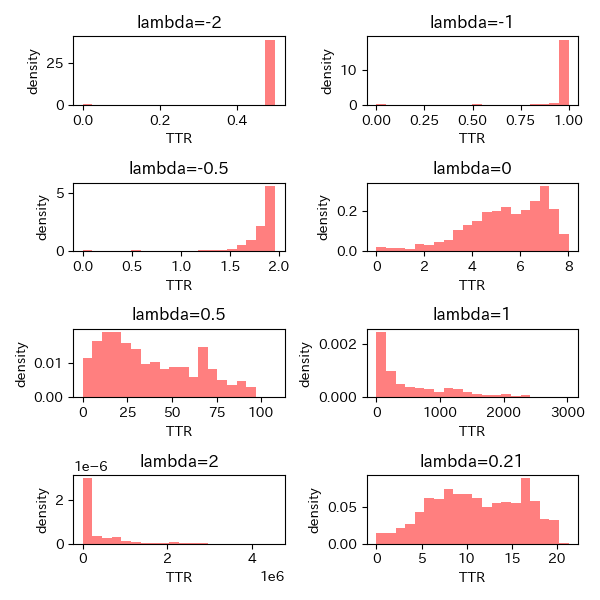 lambda=-2
density
25
0
0.0 0.2 0.4
TTR
lambda=-1
density
10
0
0.00 0.25 0.50 0.75 1.00
TTR
lambda=-0.5
density
5
0
0.0 0.5 1.0 1.5 2.0
TTR
lambda=0
density
0.2
0.0
0 2 4 6 8
TTR
lambda=0.5
density
0.01
0.00
0 25 50 75 100
TTR
lambda=1
density
0.002
0.000
0 1000 2000 3000
TTR
lambda=2
1e−6
density
2
0
0 2 4
1e6
TTR
lambda=0.21
density
0.05
0.00
0 5 10 15 20
TTR